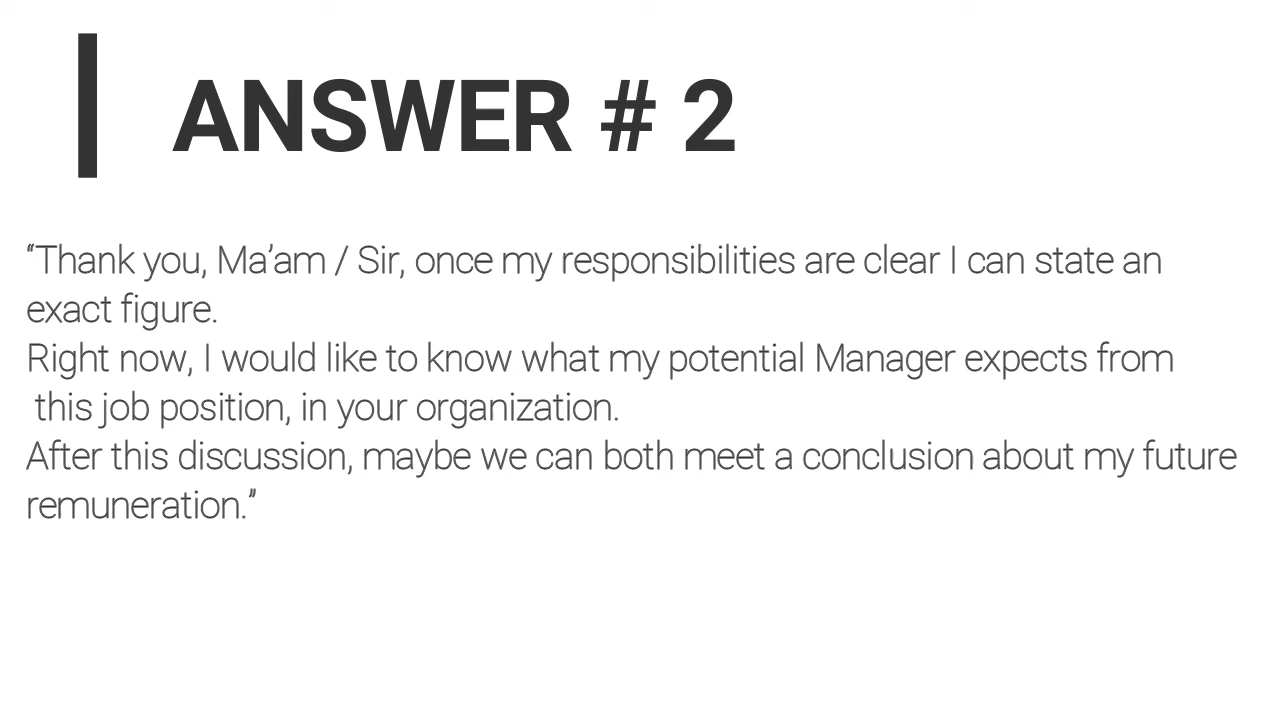 ANSWER # 2
“Thank you, Ma’am / Sir, once my responsibilities are clear I can state an
exact figure.
Right now, I would like to know what my potential Manager expects from
this job position, in your organization.
After this discussion, maybe we can both meet a conclusion about my future
remuneration.”